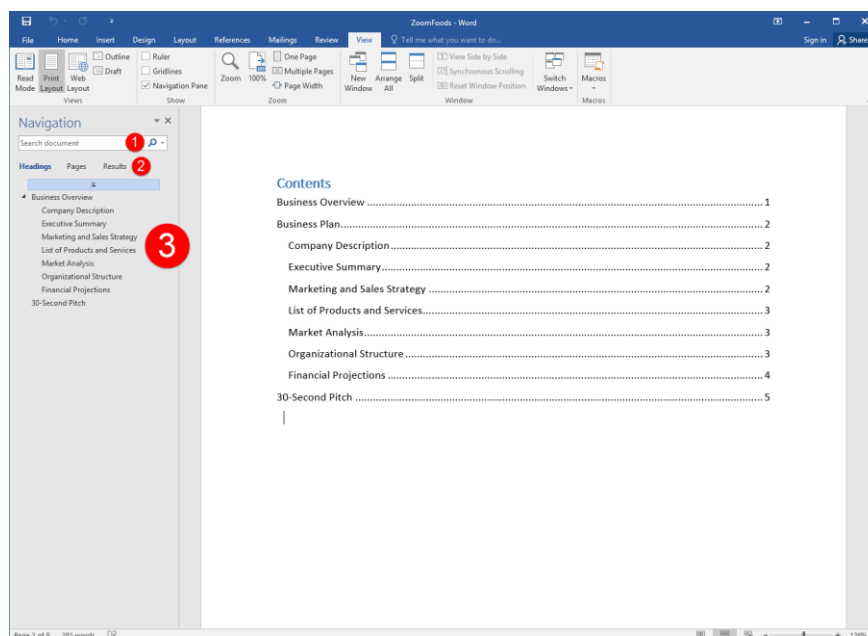 ZoomFoods - Word
File Home Insert Design Layout References Mailings Review View Tell me what you want to do... Sign in Share
Read Mode
Print Layout
Web Layout
Outline
Draft
Views
Ruler
Gridlines
Navigation Pane
Show
Zoom
100%
One Page
Multiple Pages
Page Width
Zoom
New Window
Arrange All
Split
View Side by Side
Synchronous Scrolling
Reset Window Position
Window
Switch Windows
Macros
Macros
Navigation
Search document
1
Headings Pages Results
2
Business Overview
Company Description
Executive Summary
Marketing and Sales Strategy
List of Products and Services
Market Analysis
Organizational Structure
Financial Projections
30-Second Pitch
3
Contents
Business Overview ........ 1
Business Plan ........ 2
Company Description ........ 2
Executive Summary ........ 2
Marketing and Sales Strategy ........ 2
List of Products and Services ........ 3
Market Analysis ........ 3
Organizational Structure ........ 3
Financial Projections ........ 4
30-Second Pitch ........ 5